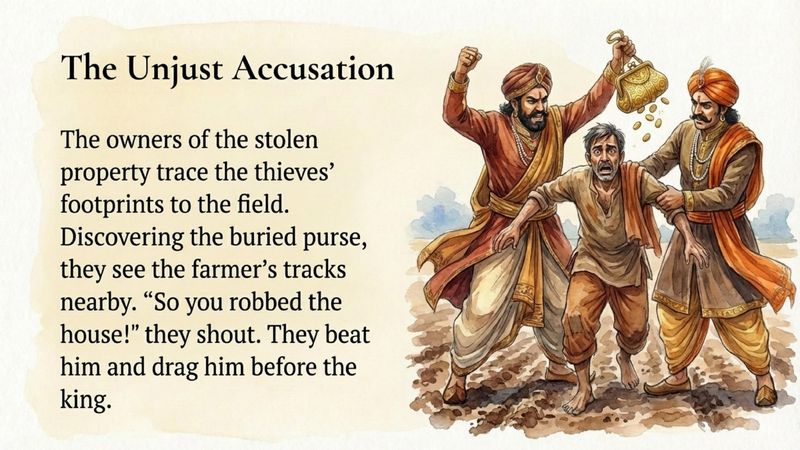 The Unjust Accusation
The owners of the stolen
property trace the thieves’
footprints to the field.
Discovering the buried purse,
they see the farmer’s tracks
nearby. “So you robbed the
house!” they shout. They beat
him and drag him before the
king.